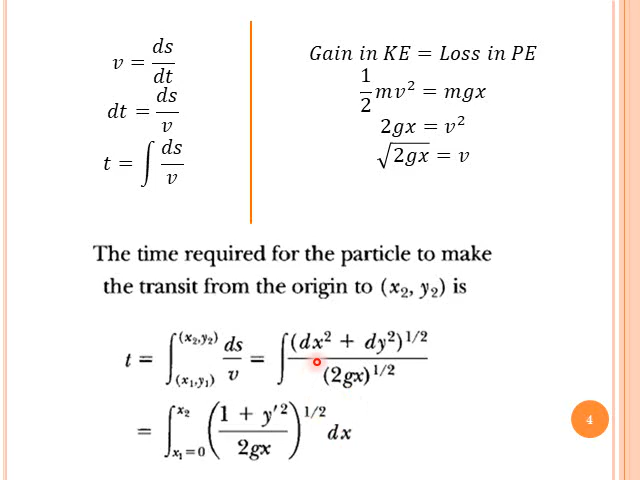 v = ds/dt
dt = ds/v
t = ∫ ds/v
Gain in KE = Loss in PE
1/2 mv² = mgx
2gx = v²
√2gx = v
The time required for the particle to make
the transit from the origin to (x₂, y₂) is
t = ∫_(x₁,y₁)^(x₂,y₂) ds/v = ∫ (dx² + dy²)^1/2 / (2gx)^1/2
= ∫_x₁=0^x₂ ((1 + y′²) / 2gx)^1/2 dx
4